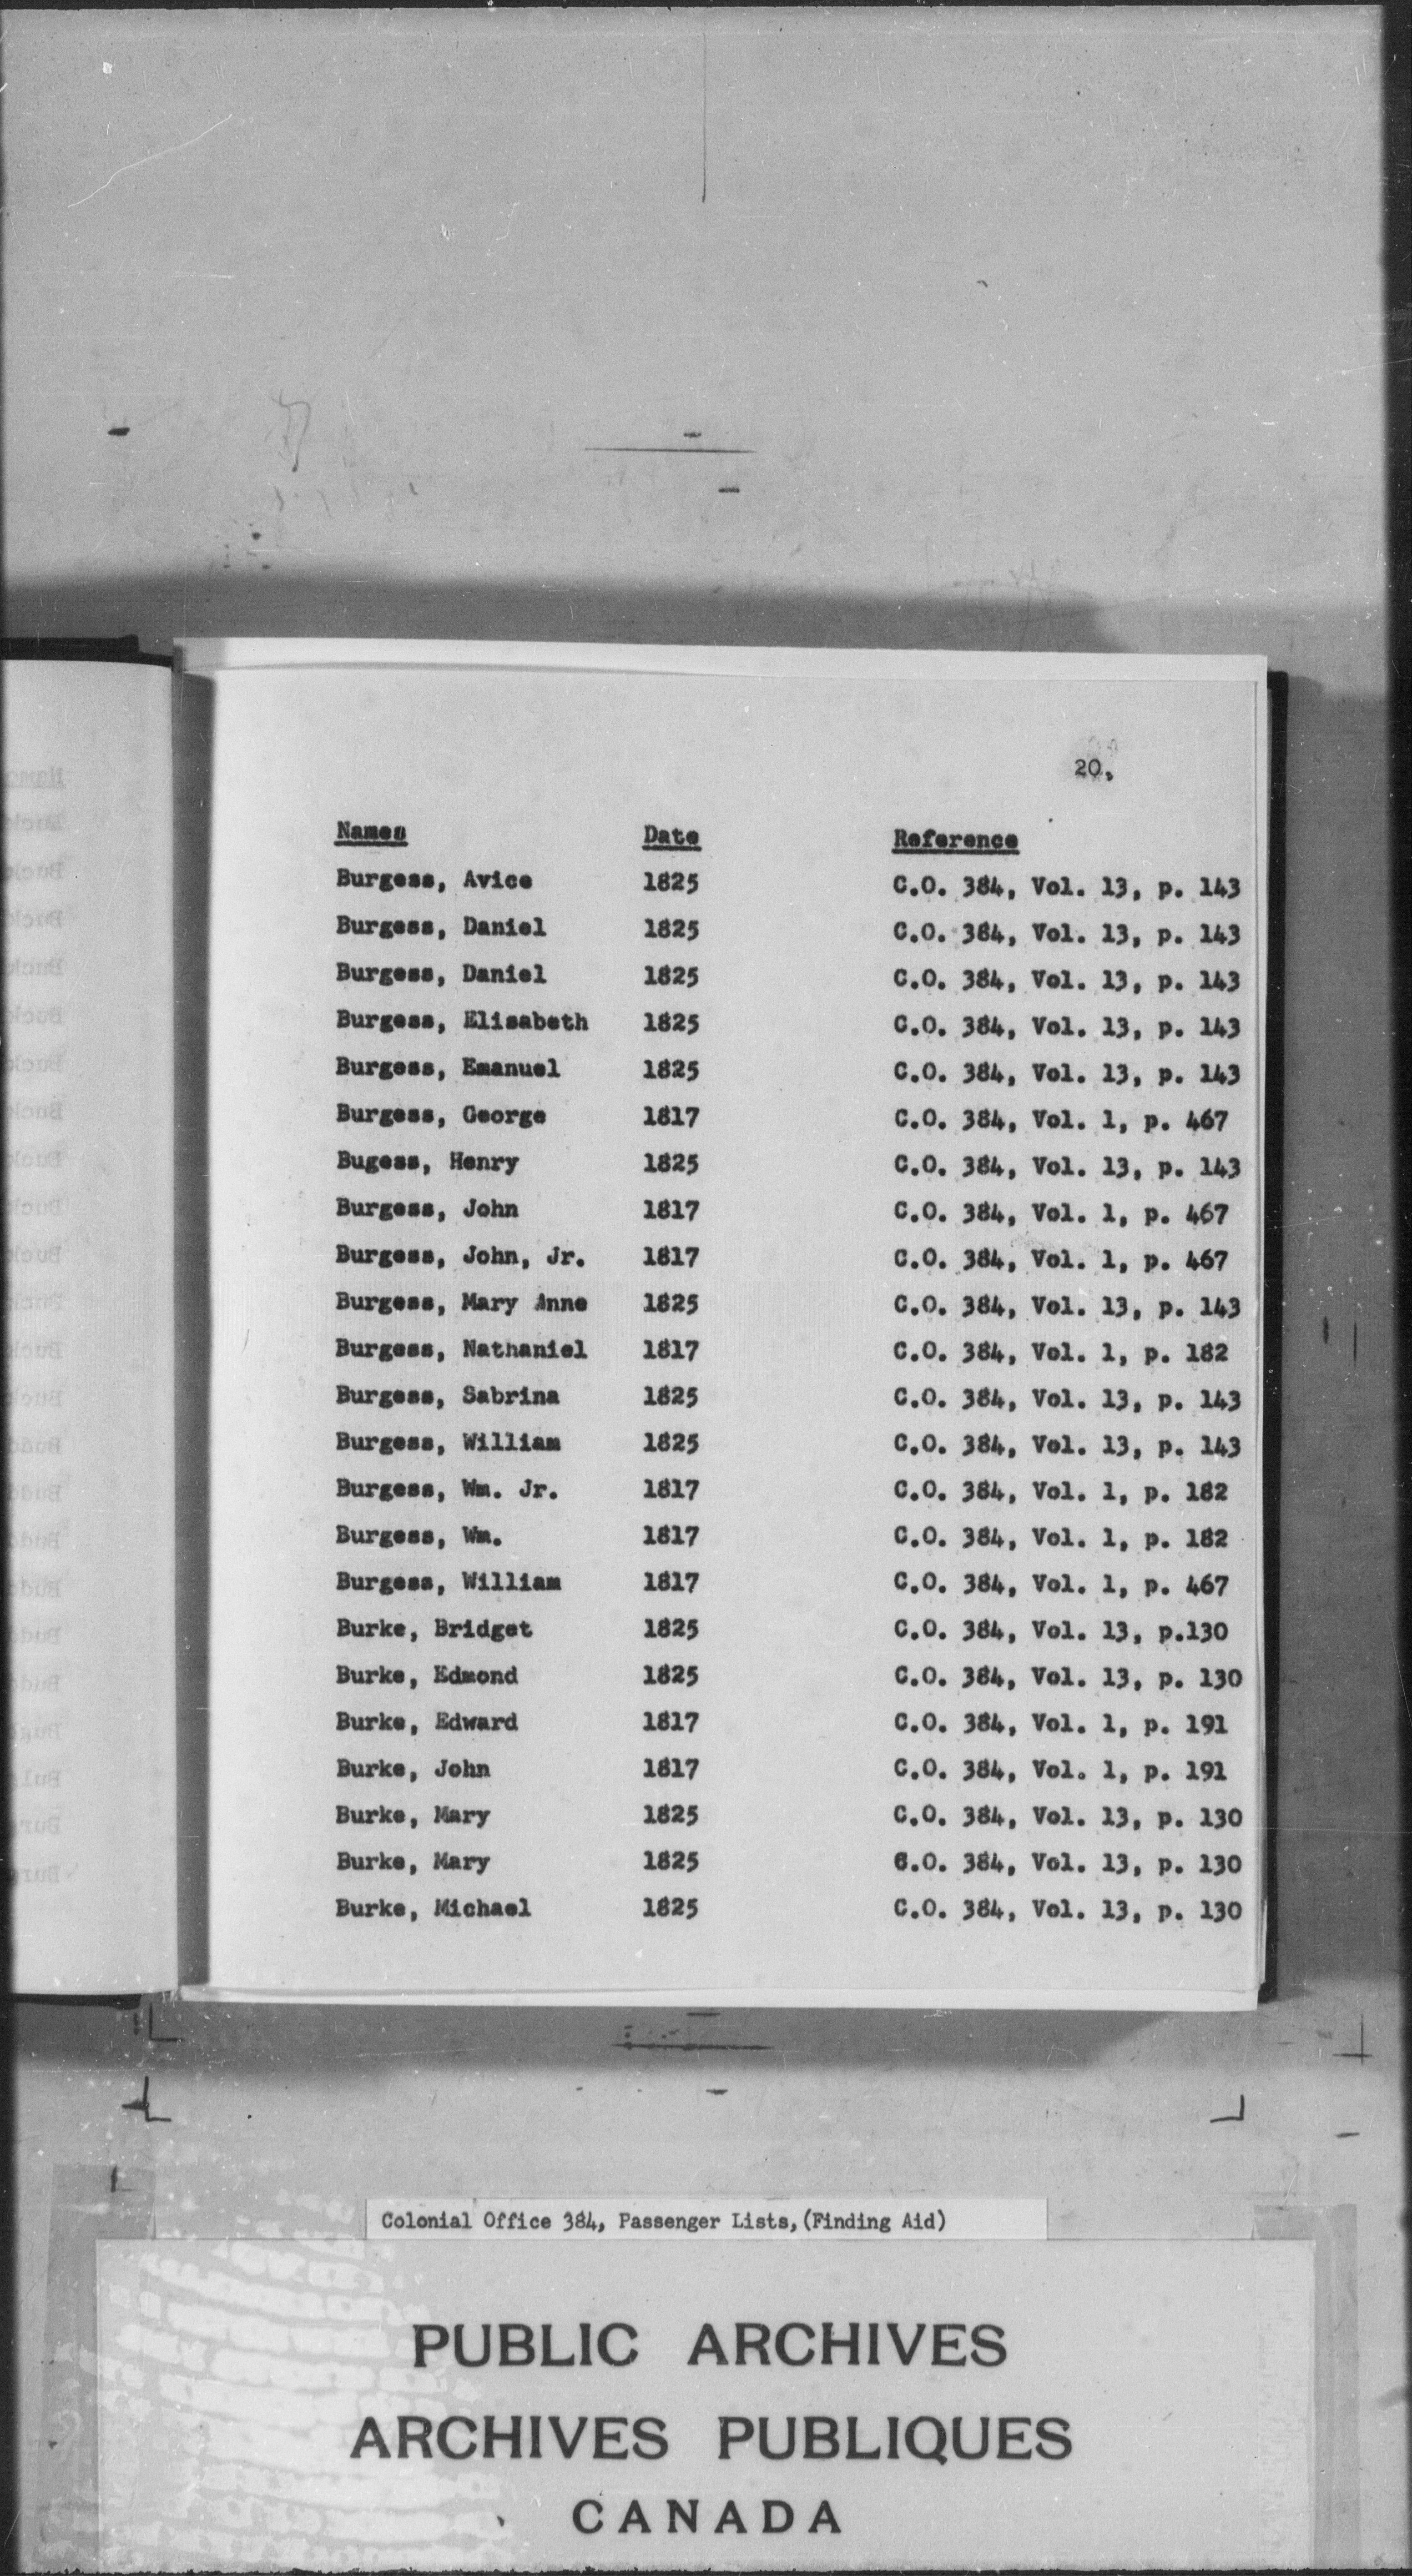 20.
Names Date Reference
Burgess, Avice 1825 C.O. 384, Vol. 13, p. 143
Burgess, Daniel 1825 C.O. 384, Vol. 13, p. 143
Burgess, Daniel 1825 C.O. 384, Vol. 13, p. 143
Burgess, Elisabeth 1825 C.O. 384, Vol. 13, p. 143
Burgess, Emanuel 1825 C.O. 384, Vol. 13, p. 143
Burgess, George 1817 C.O. 384, Vol. 1, p. 467
Bugess, Henry 1825 C.O. 384, Vol. 13, p. 143
Burgess, John 1817 C.O. 384, Vol. 1, p. 467
Burgess, John, Jr. 1817 C.O. 384, Vol. 1, p. 467
Burgess, Mary Anne 1825 C.O. 384, Vol. 13, p. 143
Burgess, Nathaniel 1817 C.O. 384, Vol. 1, p. 182
Burgess, Sabrina 1825 C.O. 384, Vol. 13, p. 143
Burgess, William 1825 C.O. 384, Vol. 13, p. 143
Burgess, Wm. Jr. 1817 C.O. 384, Vol. 1, p. 182
Burgess, Wm. 1817 C.O. 384, Vol. 1, p. 182
Burgess, William 1817 C.O. 384, Vol. 1, p. 467
Burke, Bridget 1825 C.O. 384, Vol. 13, p.130
Burke, Edmond 1825 C.O. 384, Vol. 13, p. 130
Burke, Edward 1817 C.O. 384, Vol. 1, p. 191
Burke, John 1817 C.O. 384, Vol. 1, p. 191
Burke, Mary 1825 C.O. 384, Vol. 13, p. 130
Burke, Mary 1825 C.O. 384, Vol. 13, p. 130
Burke, Michael 1825 C.O. 384, Vol. 13, p. 130
Colonial Office 384, Passenger Lists,(Finding Aid)
PUBLIC ARCHIVES
ARCHIVES PUBLIQUES
CANADA